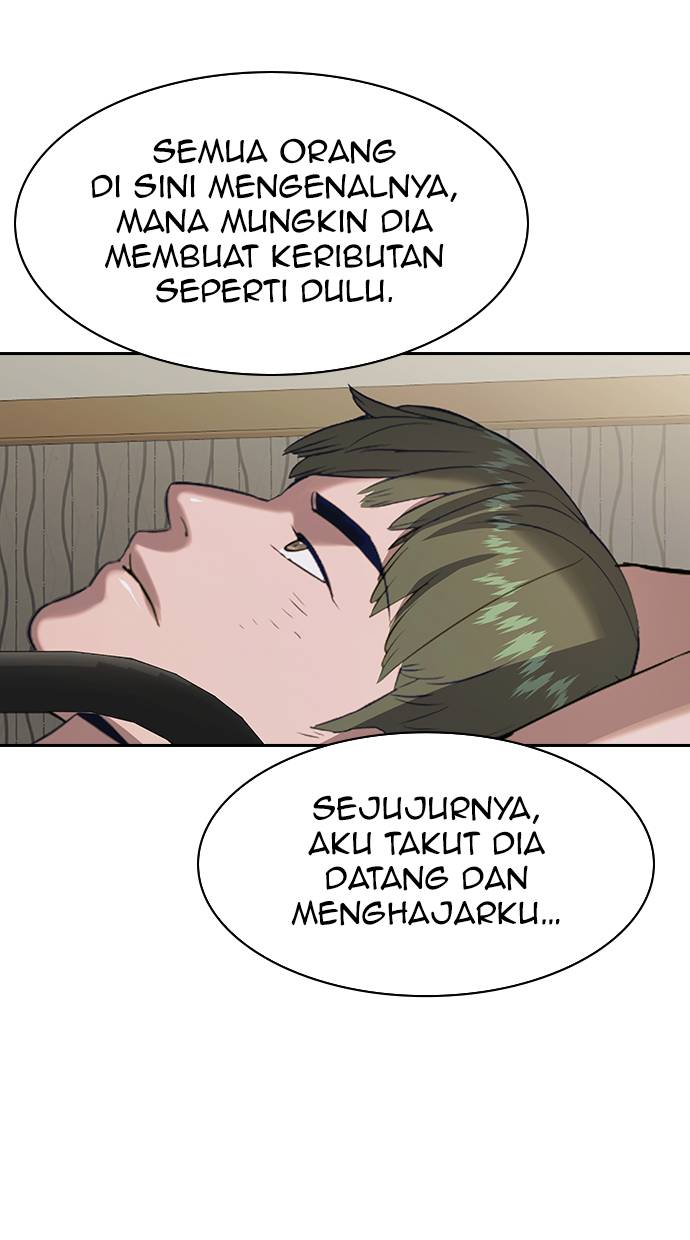 SEMUA ORANG
DI SINI MENGENALNYA,
MANA MUNGKIN DIA
MEMBUAT KERIBUTAN
SEPERTI DULU.
SEJUJURNYA,
AKU TAKUT DIA
DATANG DAN
MENGHAJARKU...